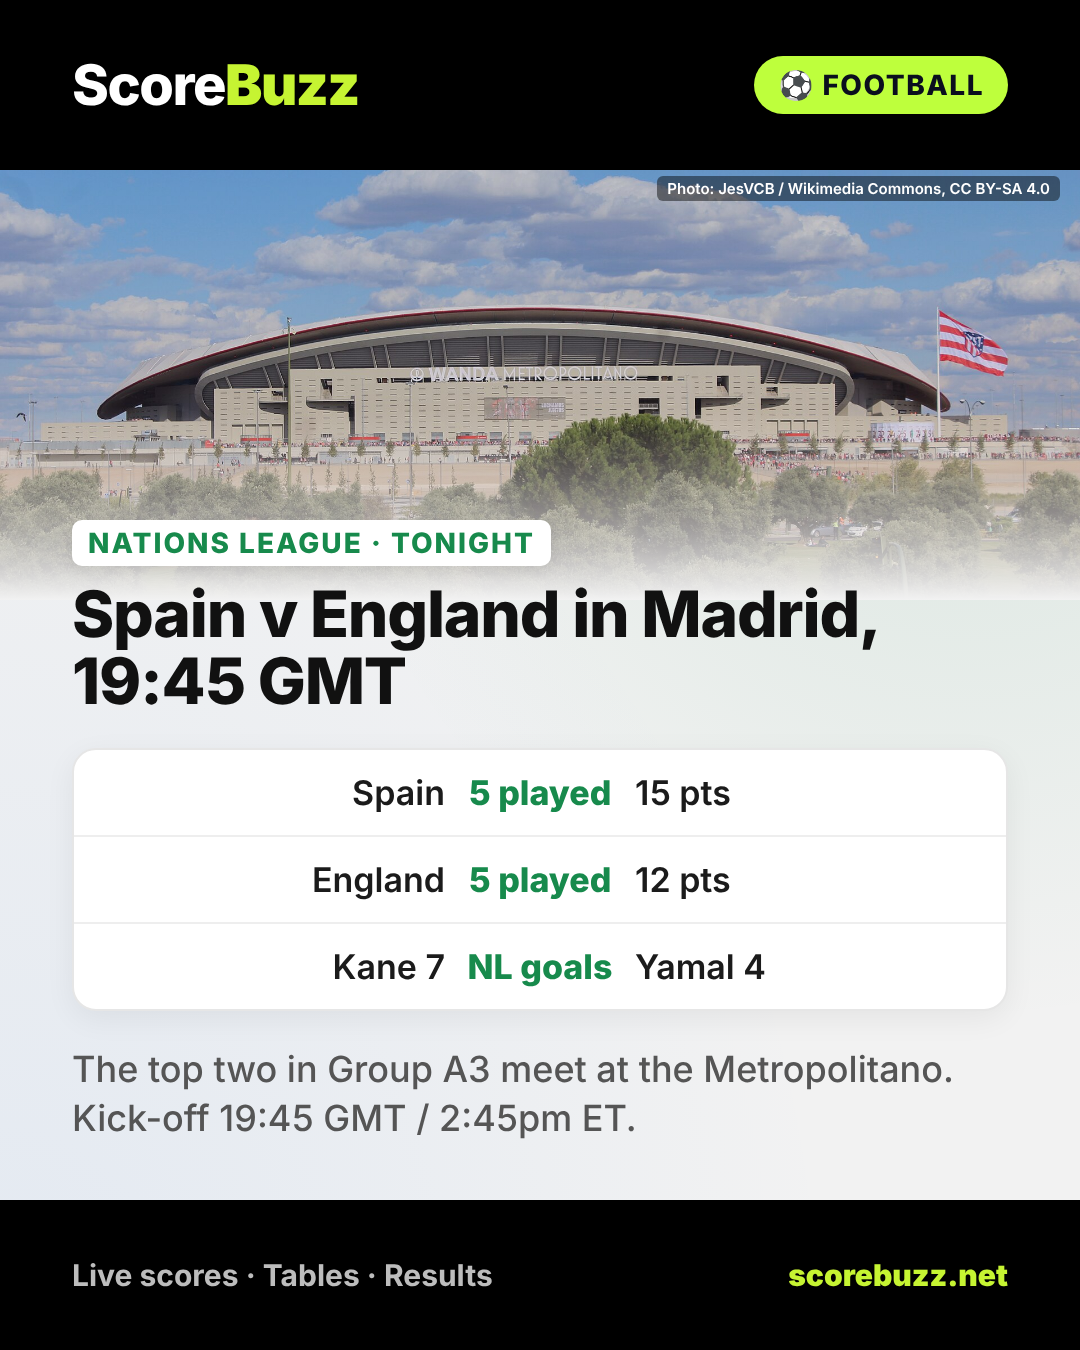 ScoreBuzz
⚽ FOOTBALL
Photo: JesVCB / Wikimedia Commons, CC BY-SA 4.0
WANDA METROPOLITANO
NATIONS LEAGUE · TONIGHT
Spain v England in Madrid,
19:45 GMT
Spain 5 played 15 pts
England 5 played 12 pts
Kane 7 NL goals Yamal 4
The top two in Group A3 meet at the Metropolitano.
Kick-off 19:45 GMT / 2:45pm ET.
Live scores · Tables · Results
scorebuzz.net